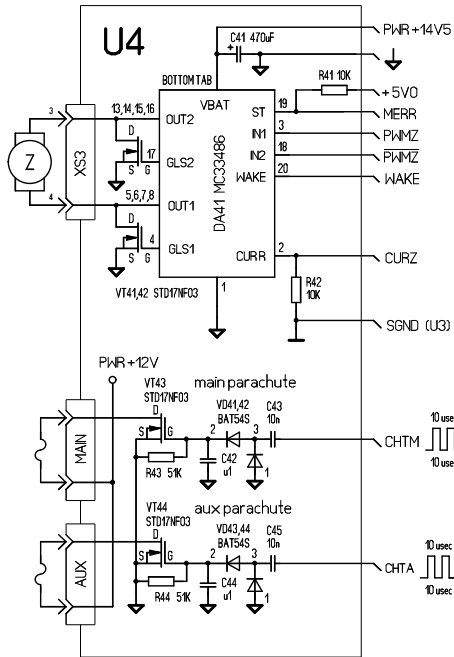 U4
C41 470uF
+
PWR+14V5
BOTTOM TAB
VBAT
R41 10K
+5V0
3
13,14,15,16
OUT2
ST
19
MERR
D
IN1
3
PWMZ
S
G
17
GLS2
IN2
18
PWMZ
Z
XS3
WAKE
20
WAKE
DA41 MC33486
4
5,6,7,8
OUT1
D
S
G
4
GLS1
CURR
2
CURZ
VT41,42 STD17NF03
1
R42
10K
SGND (U3)
PWR+12V
VT43
STD17NF03
main parachute
D
S
G
VD41,42
BAT54S
C43
10n
2
3
MAIN
R43 51K
C42
u1
1
CHTM
10 usec
10 usec
VT44
STD17NF03
aux parachute
D
S
G
VD43,44
BAT54S
C45
10n
2
3
AUX
R44 51K
C44
u1
1
CHTA
10 usec
10 usec